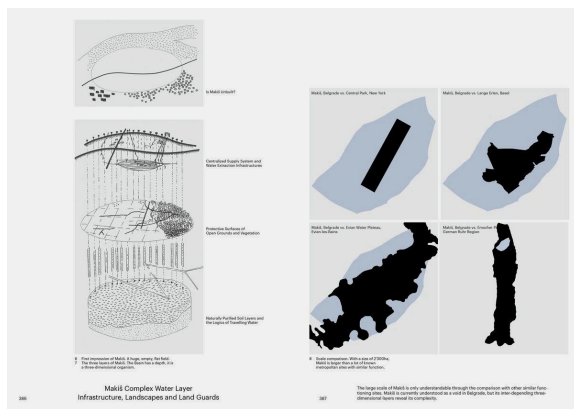 Is Makiš Unbuilt?
Centralized Supply System and
Water Extraction Infrastructures
Protective Surfaces of
Open Grounds and Vegetation
Naturally Purified Soil Layers and
the Logics of Travelling Water
6 First impression of Makiš. A huge, empty, flat field!
7 The three layers of Makiš. The Basin has a depth, it is
a three-dimensional organism.
Makiš Complex Water Layer
Infrastructure, Landscapes and Land Guards
Makiš, Belgrade vs. Central Park, New York
Makiš, Belgrade vs. Lange Erlen, Basel
Makiš, Belgrade vs. Evian Water Plateau,
Evian-les-Bains
Makiš, Belgrade vs. Emscher
German Ruhr Region
8 Scale comparison. With a size of 2'000ha,
Makiš is larger than a lot of known
metropolitan sites with similar function.
387
The large scale of Makiš is only understandable through the comparison with other similar func-
tioning sites. Makiš is currently understood as a void in Belgrade, but its inter-depending three-
dimensional layers reveal its complexity.